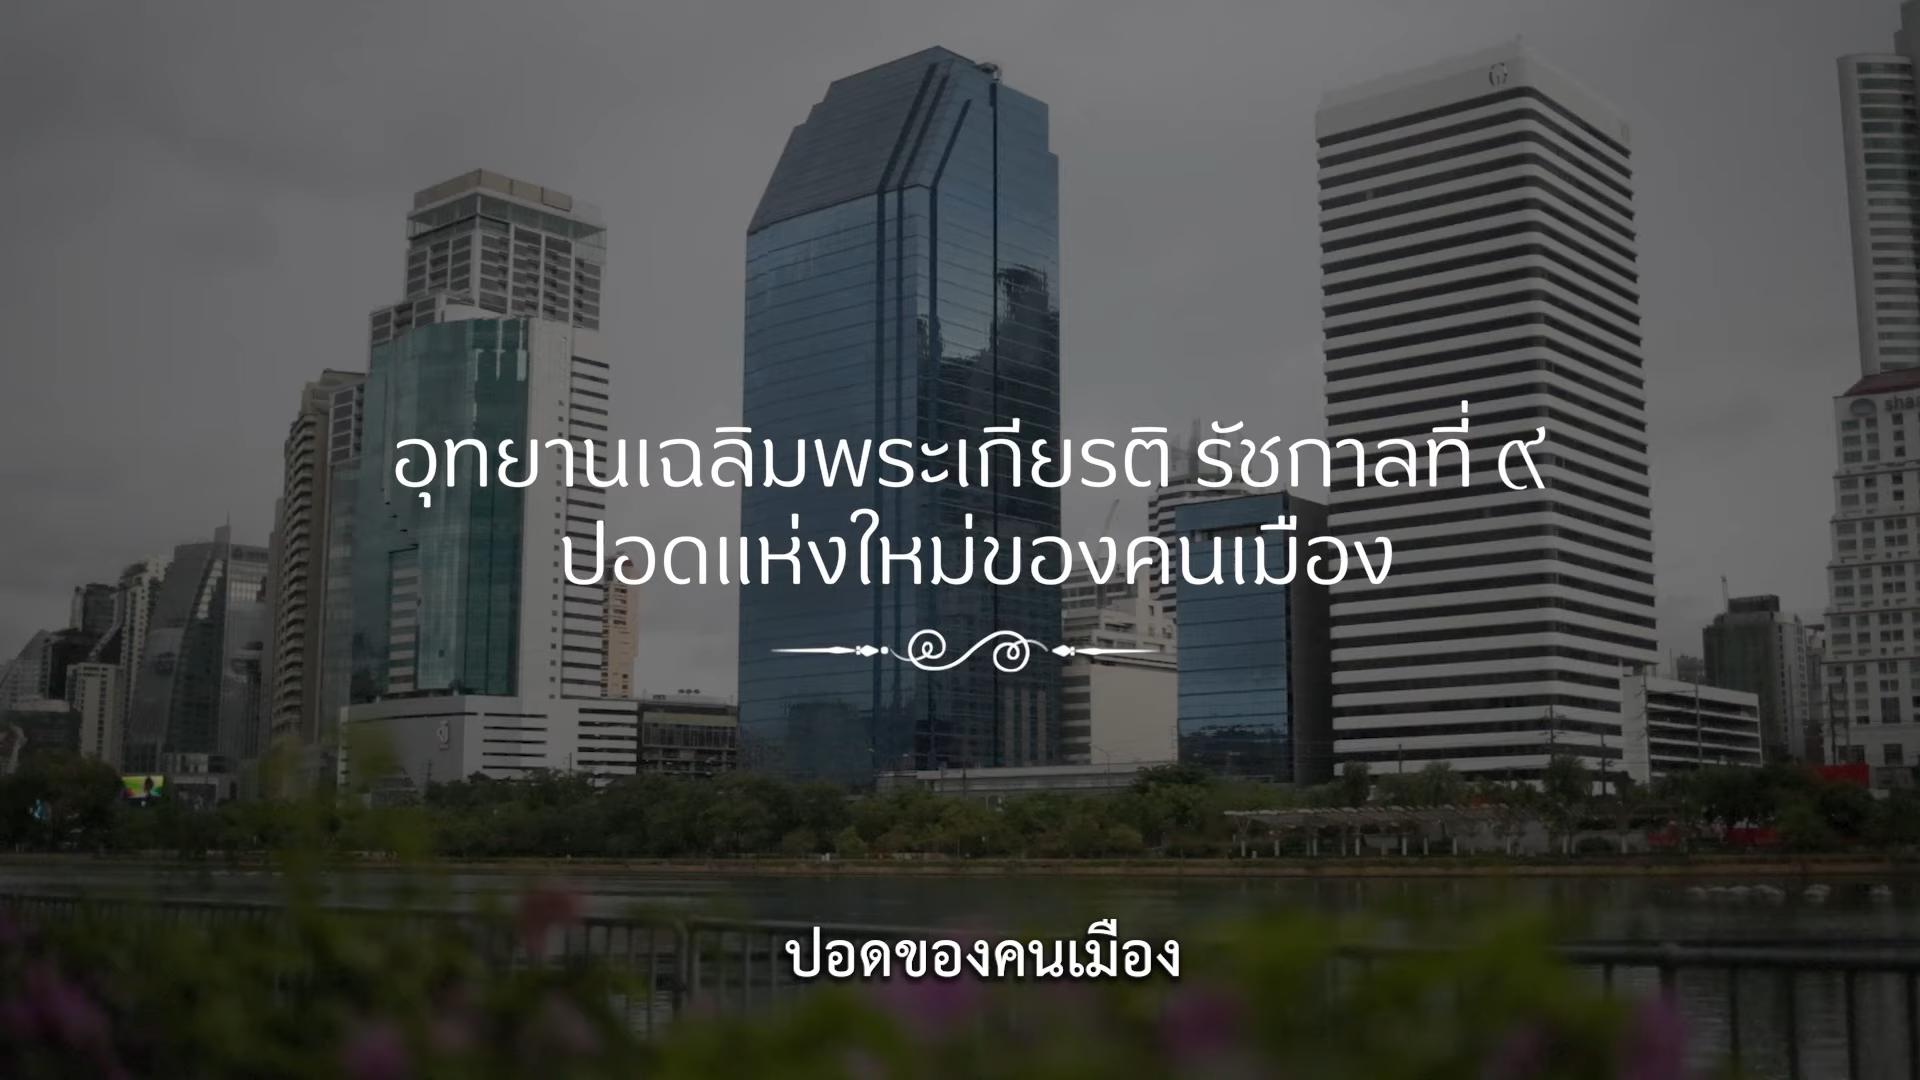 อุทยานเฉลิมพระเกียรติ รัชกาลที่ ๙
ปอดแห่งใหม่ของคนเมือง
ปอดของคนเมือง